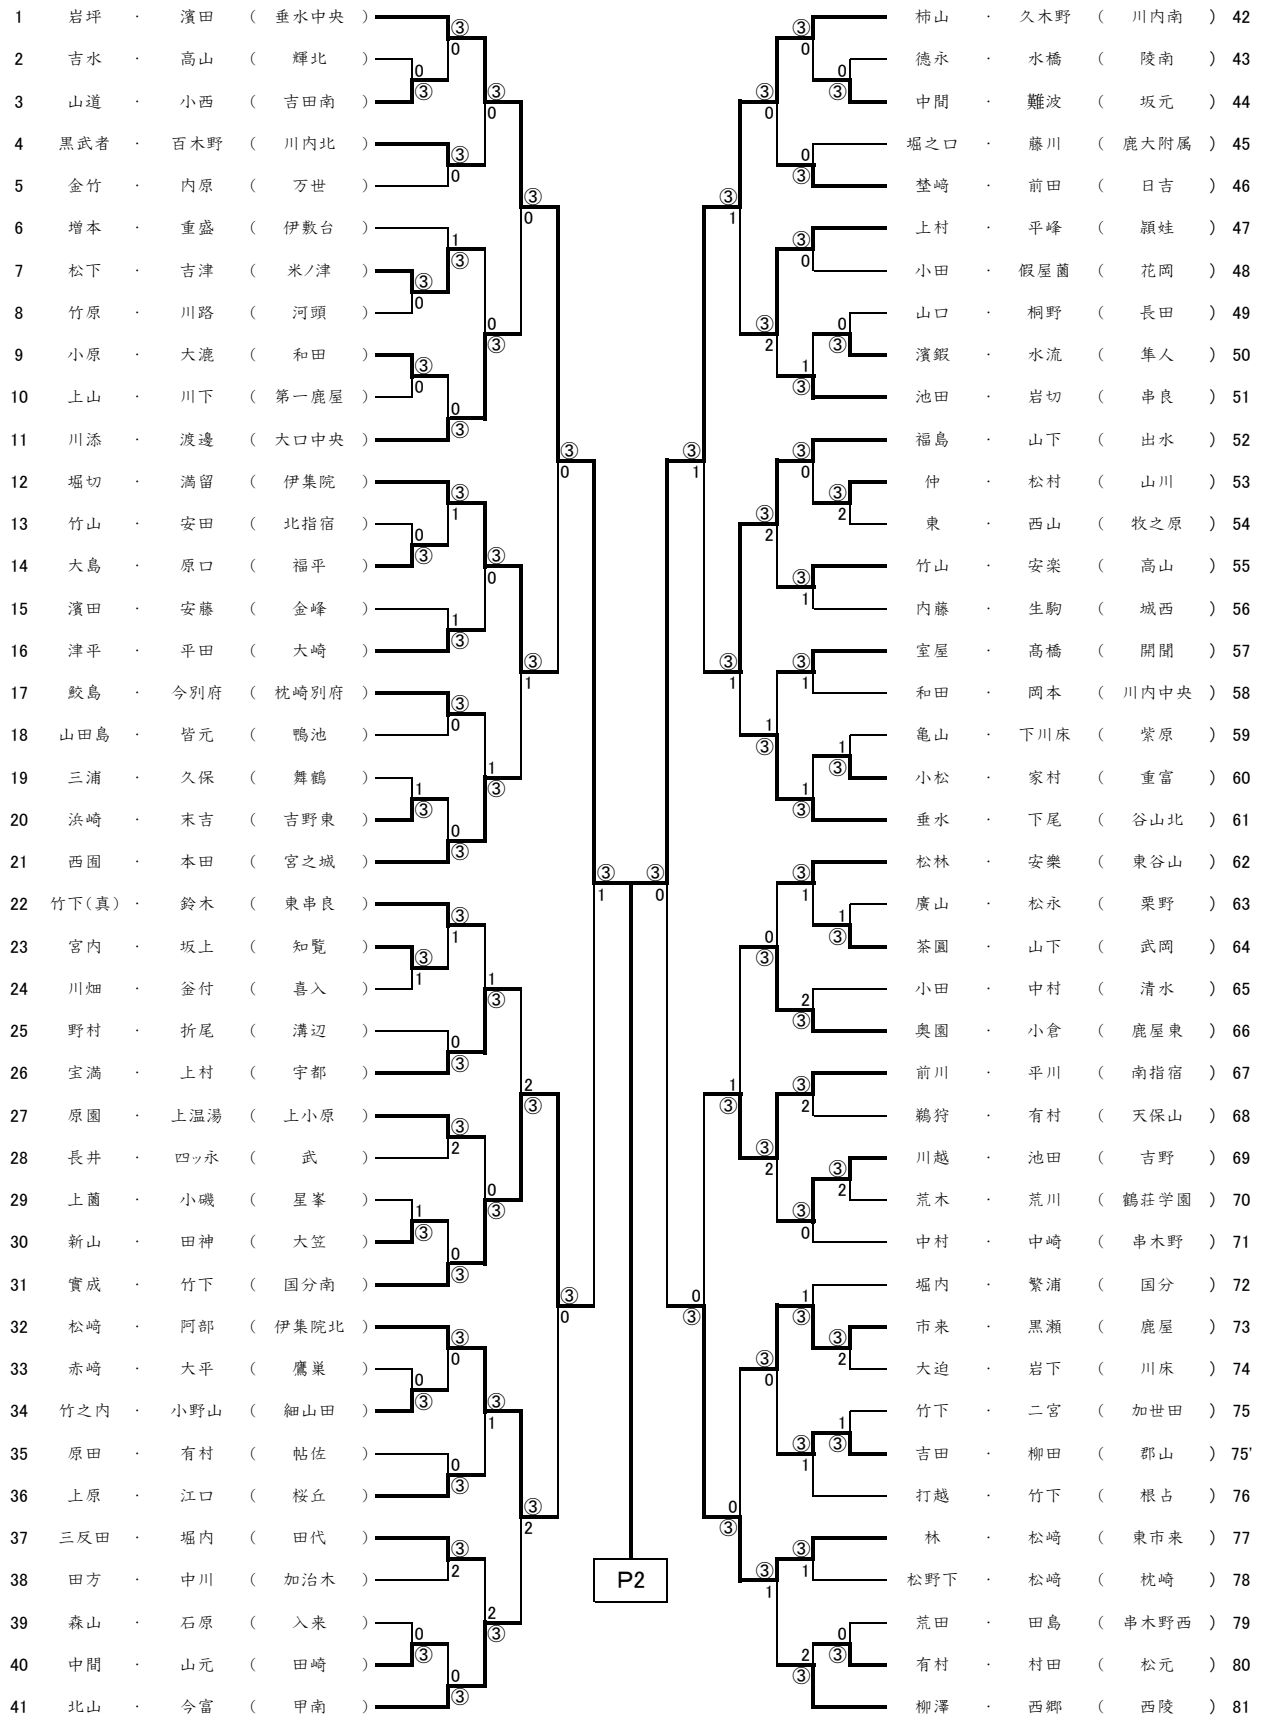 1 岩坪 ・ 濱田 ( 垂水中央 )
2 吉水 ・ 高山 ( 輝北 )
3 山道 ・ 小西 ( 吉田南 )
4 黒武者 ・ 百木野 ( 川内北 )
5 金竹 ・ 内原 ( 万世 )
6 増本 ・ 重盛 ( 伊敷台 )
7 松下 ・ 吉津 ( 米ノ津 )
8 竹原 ・ 川路 ( 河頭 )
9 小原 ・ 大漉 ( 和田 )
10 上山 ・ 川下 ( 第一鹿屋 )
11 川添 ・ 渡邊 ( 大口中央 )
12 堀切 ・ 満留 ( 伊集院 )
13 竹山 ・ 安田 ( 北指宿 )
14 大島 ・ 原口 ( 福平 )
15 濱田 ・ 安藤 ( 金峰 )
16 津平 ・ 平田 ( 大崎 )
17 鮫島 ・ 今別府 ( 枕崎別府 )
18 山田島 ・ 皆元 ( 鴨池 )
19 三浦 ・ 久保 ( 舞鶴 )
20 浜崎 ・ 末吉 ( 吉野東 )
21 西囿 ・ 本田 ( 宮之城 )
22 竹下(真) ・ 鈴木 ( 東串良 )
23 宮内 ・ 坂上 ( 知覧 )
24 川畑 ・ 釜付 ( 喜入 )
25 野村 ・ 折尾 ( 溝辺 )
26 宝満 ・ 上村 ( 宇都 )
27 原園 ・ 上温湯 ( 上小原 )
28 長井 ・ 四ッ永 ( 武 )
29 上薗 ・ 小磯 ( 星峯 )
30 新山 ・ 田神 ( 大笠 )
31 實成 ・ 竹下 ( 国分南 )
32 松﨑 ・ 阿部 ( 伊集院北 )
33 赤﨑 ・ 大平 ( 鷹巣 )
34 竹之内 ・ 小野山 ( 細山田 )
35 原田 ・ 有村 ( 帖佐 )
36 上原 ・ 江口 ( 桜丘 )
37 三反田 ・ 堀内 ( 田代 )
38 田方 ・ 中川 ( 加治木 )
39 森山 ・ 石原 ( 入来 )
40 中間 ・ 山元 ( 田崎 )
41 北山 ・ 今富 ( 甲南 )
P2
柿山 ・ 久木野 ( 川内南 ) 42
徳永 ・ 水橋 ( 陵南 ) 43
中間 ・ 難波 ( 坂元 ) 44
堀之口 ・ 藤川 ( 鹿大附属 ) 45
埜﨑 ・ 前田 ( 日吉 ) 46
上村 ・ 平峰 ( 頴娃 ) 47
小田 ・ 假屋薗 ( 花岡 ) 48
山口 ・ 桐野 ( 長田 ) 49
濱鍜 ・ 水流 ( 隼人 ) 50
池田 ・ 岩切 ( 串良 ) 51
福島 ・ 山下 ( 出水 ) 52
仲 ・ 松村 ( 山川 ) 53
東 ・ 西山 ( 牧之原 ) 54
竹山 ・ 安楽 ( 高山 ) 55
内藤 ・ 生駒 ( 城西 ) 56
室屋 ・ 髙橋 ( 開聞 ) 57
和田 ・ 岡本 ( 川内中央 ) 58
亀山 ・ 下川床 ( 紫原 ) 59
小松 ・ 家村 ( 重富 ) 60
垂水 ・ 下尾 ( 谷山北 ) 61
松林 ・ 安樂 ( 東谷山 ) 62
廣山 ・ 松永 ( 栗野 ) 63
茶圓 ・ 山下 ( 武岡 ) 64
小田 ・ 中村 ( 清水 ) 65
奥園 ・ 小倉 ( 鹿屋東 ) 66
前川 ・ 平川 ( 南指宿 ) 67
鵜狩 ・ 有村 ( 天保山 ) 68
川越 ・ 池田 ( 吉野 ) 69
荒木 ・ 荒川 ( 鶴荘学園 ) 70
中村 ・ 中崎 ( 串木野 ) 71
堀内 ・ 繁浦 ( 国分 ) 72
市来 ・ 黒瀬 ( 鹿屋 ) 73
大迫 ・ 岩下 ( 川床 ) 74
竹下 ・ 二宮 ( 加世田 ) 75
吉田 ・ 柳田 ( 郡山 ) 75'
打越 ・ 竹下 ( 根占 ) 76
林 ・ 松﨑 ( 東市来 ) 77
松野下 ・ 松﨑 ( 枕崎 ) 78
荒田 ・ 田島 ( 串木野西 ) 79
有村 ・ 村田 ( 松元 ) 80
柳澤 ・ 西郷 ( 西陵 ) 81